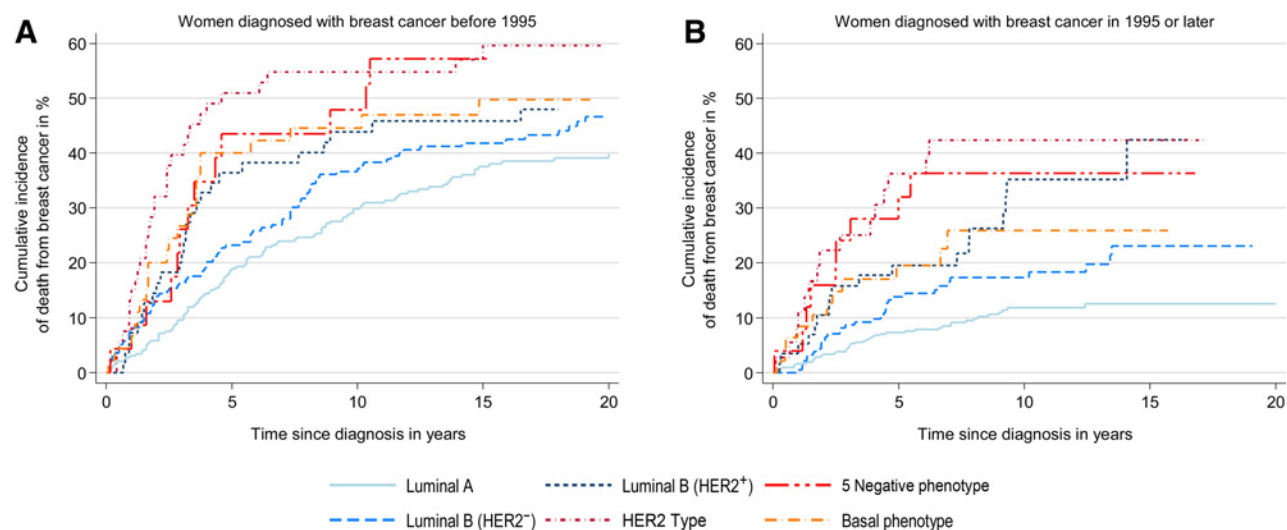 A
Women diagnosed with breast cancer before 1995
60
50
40
30
20
10
0
Cumulative incidence
of death from breast cancer in %
0 5 10 15 20
Time since diagnosis in years
B
Women diagnosed with breast cancer in 1995 or later
60
50
40
30
20
10
0
Cumulative incidence
of death from breast cancer in %
0 5 10 15 20
Time since diagnosis in years
Luminal A
Luminal B (HER2⁺)
5 Negative phenotype
Luminal B (HER2⁻)
HER2 Type
Basal phenotype